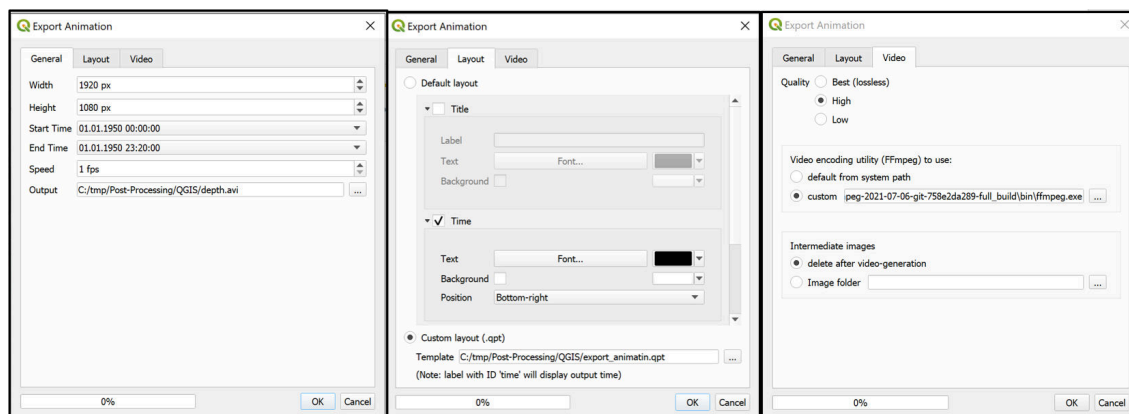 Export Animation
General Layout Video
Width 1920 px
Height 1080 px
Start Time 01.01.1950 00:00:00
End Time 01.01.1950 23:20:00
Speed 1 fps
Output C:/tmp/Post-Processing/QGIS/depth.avi ...
0% OK Cancel
Export Animation
General Layout Video
Default layout
Title
Label
Text Font...
Background
Time
Text Font...
Background
Position Bottom-right
Custom layout (.qpt)
Template C:/tmp/Post-Processing/QGIS/export_animatin.qpt ...
(Note: label with ID 'time' will display output time)
0% OK Cancel
Export Animation
General Layout Video
Quality Best (lossless)
High
Low
Video encoding utility (FFmpeg) to use:
default from system path
custom peg-2021-07-06-git-758e2da289-full_build\bin\ffmpeg.exe ...
Intermediate images
delete after video-generation
Image folder ...
0% OK Cancel